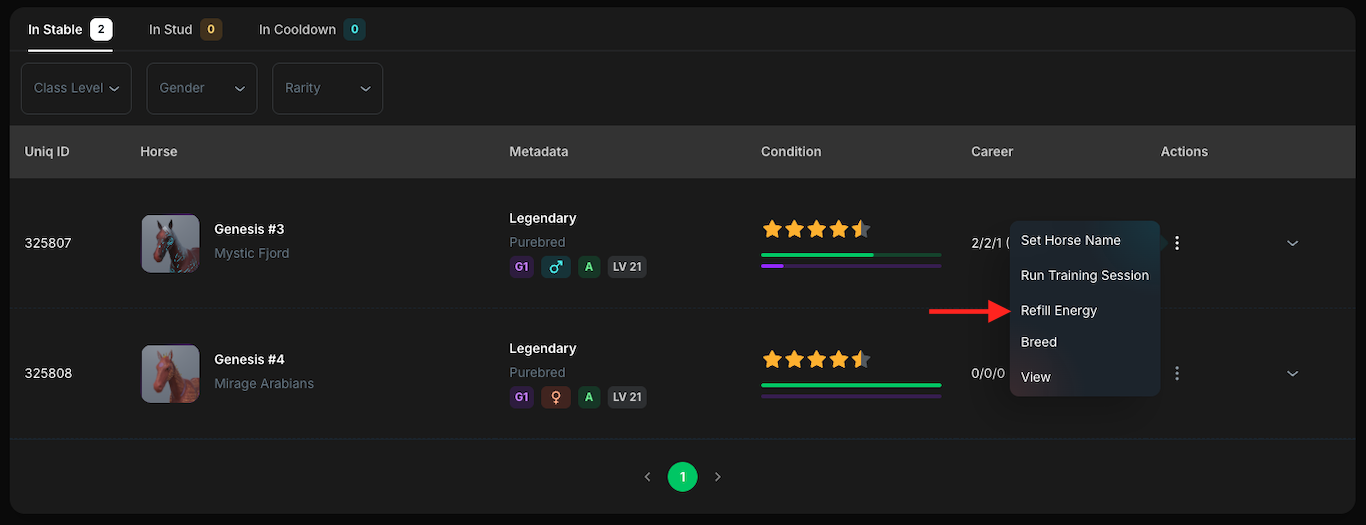 In Stable 2 In Stud 0 In Cooldown 0
Class Level Gender Rarity
Uniq ID Horse Metadata Condition Career Actions
325807
Genesis #3
Mystic Fjord
Legendary
Purebred
G1 ♂ A LV 21
2/2/1 (
Set Horse Name
Run Training Session
Refill Energy
Breed
View
325808
Genesis #4
Mirage Arabians
Legendary
Purebred
G1 ♀ A LV 21
0/0/0
1